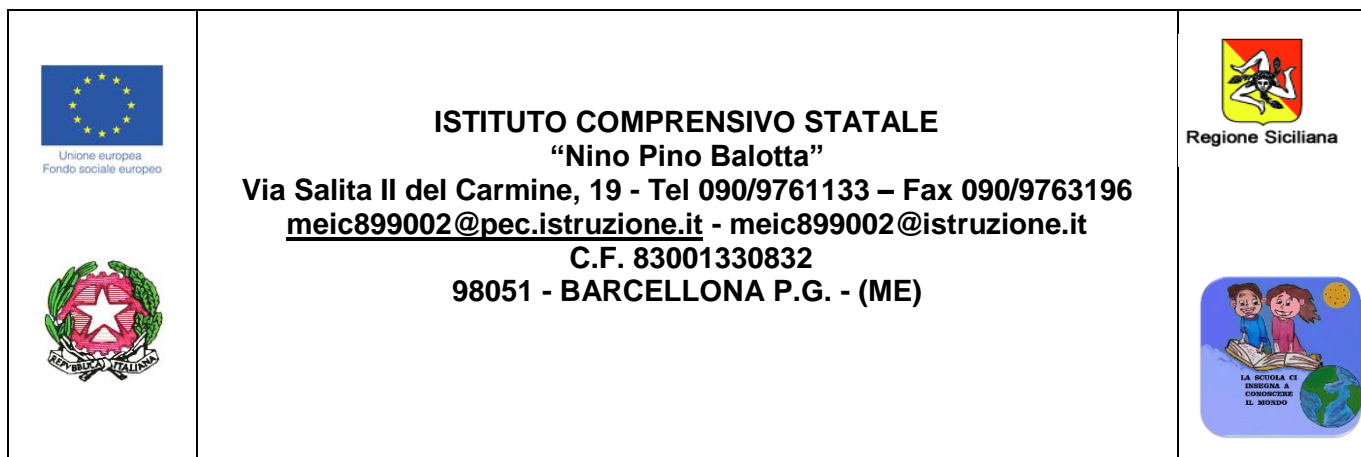 Unione europea
Fondo sociale europeo
REPVBBLICA ITALIANA
ISTITUTO COMPRENSIVO STATALE
“Nino Pino Balotta”
Via Salita II del Carmine, 19 - Tel 090/9761133 – Fax 090/9763196
meic899002@pec.istruzione.it - meic899002@istruzione.it
C.F. 83001330832
98051 - BARCELLONA P.G. - (ME)
Regione Siciliana
LA SCUOLA CI
INSEGNA A
CONOSCERE
IL MONDO